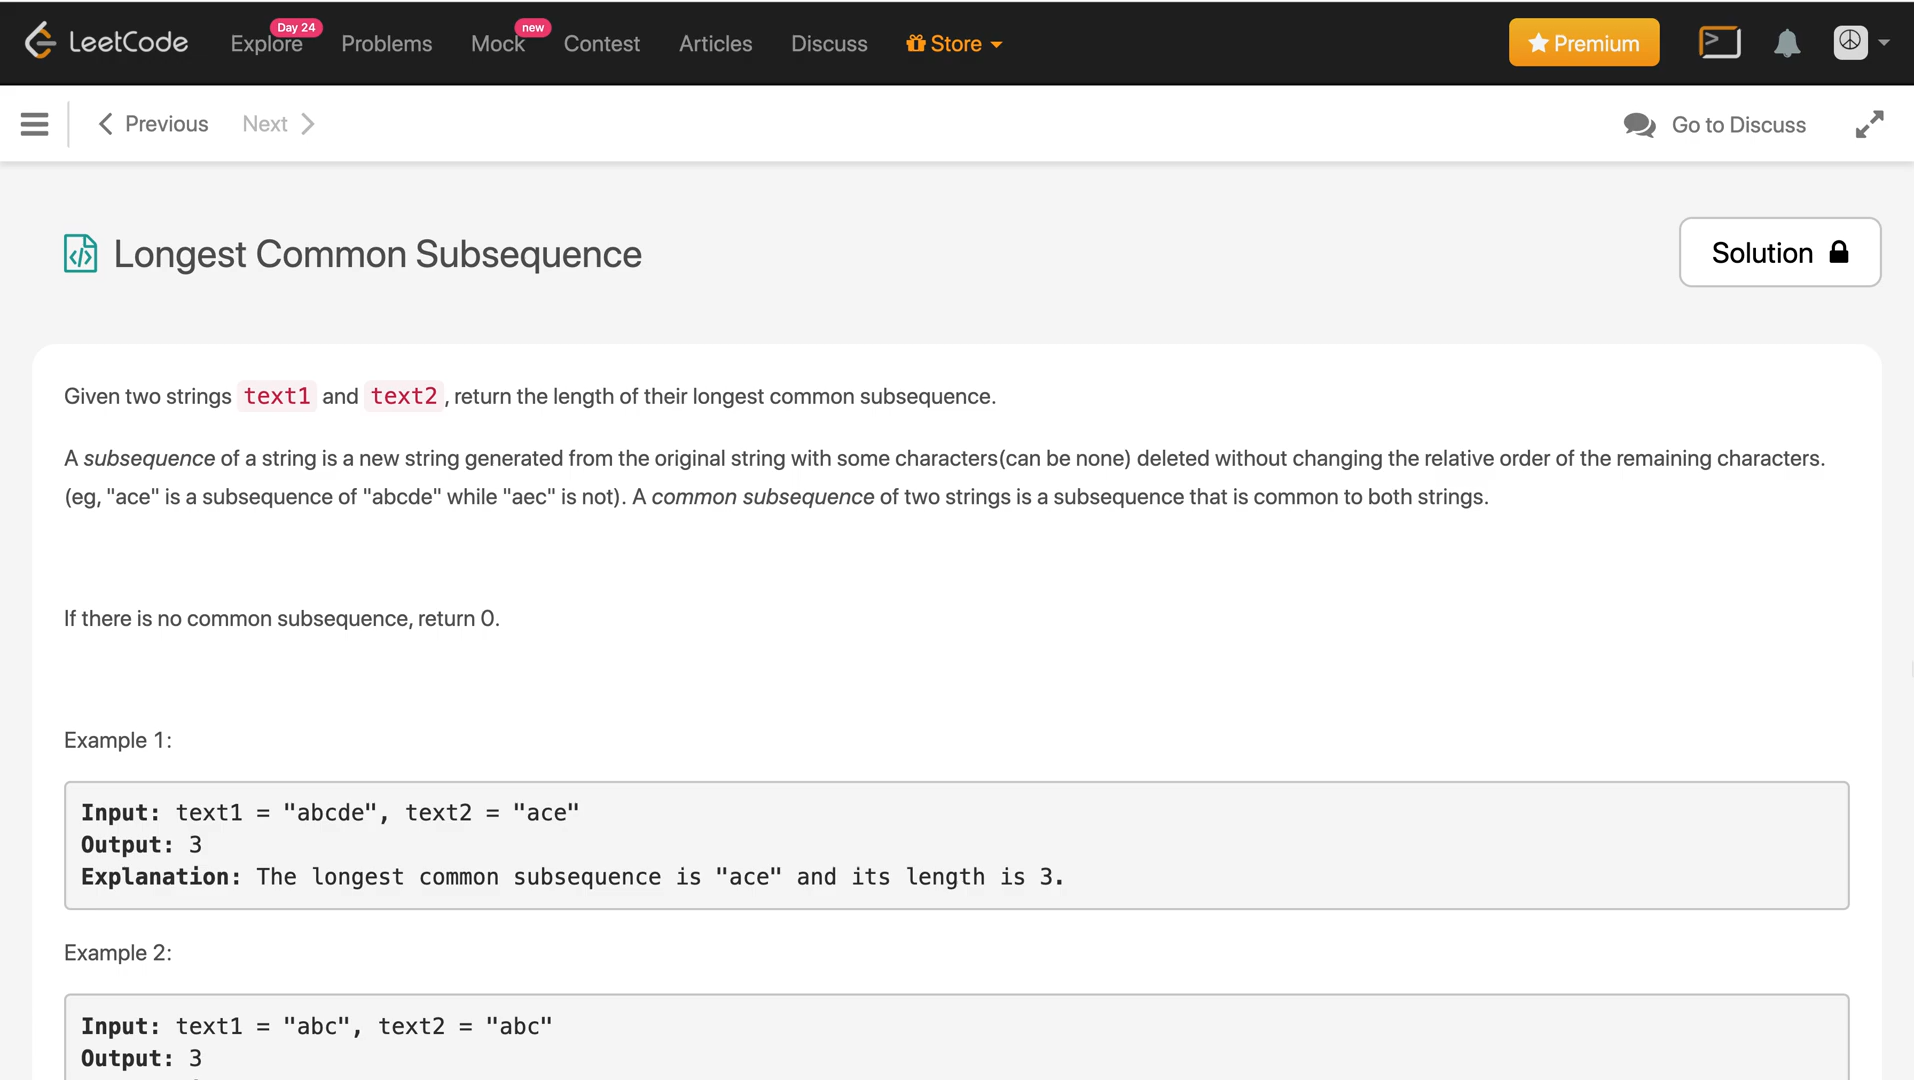 LeetCode Explore Day 24 Problems Mock new Contest Articles Discuss Store Premium
Previous Next Go to Discuss
Longest Common Subsequence Solution
Given two strings text1 and text2, return the length of their longest common subsequence.
A subsequence of a string is a new string generated from the original string with some characters(can be none) deleted without changing the relative order of the remaining characters.
(eg, "ace" is a subsequence of "abcde" while "aec" is not). A common subsequence of two strings is a subsequence that is common to both strings.
If there is no common subsequence, return 0.
Example 1:
Input: text1 = "abcde", text2 = "ace"
Output: 3
Explanation: The longest common subsequence is "ace" and its length is 3.
Example 2:
Input: text1 = "abc", text2 = "abc"
Output: 3